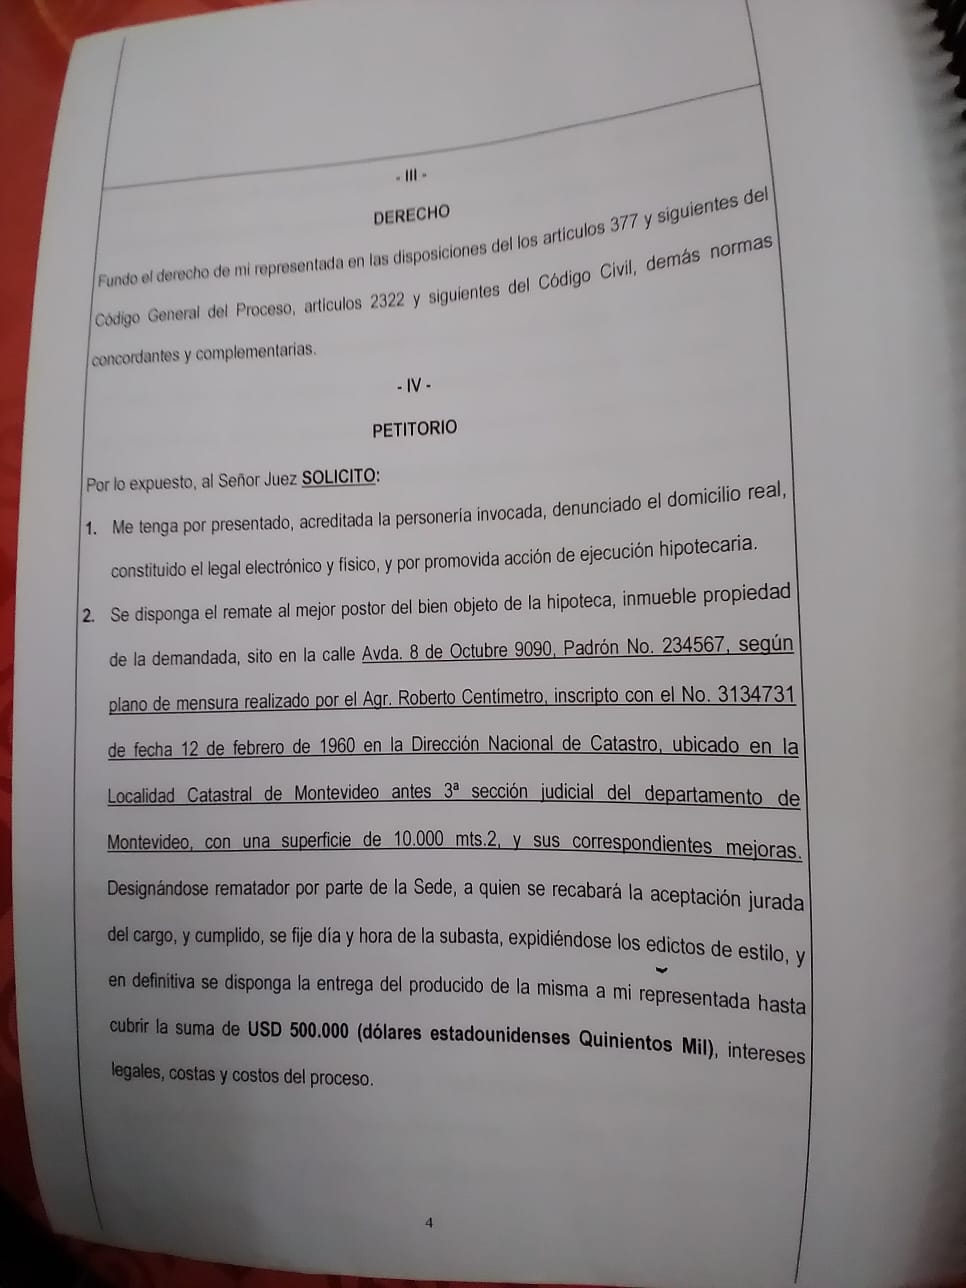 - III -
DERECHO
Fundo el derecho de mi representada en las disposiciones del los artículos 377 y siguientes del
Código General del Proceso, artículos 2322 y siguientes del Código Civil, demás normas
concordantes y complementarias.
- IV -
PETITORIO
Por lo expuesto, al Señor Juez SOLICITO:
1. Me tenga por presentado, acreditada la personería invocada, denunciado el domicilio real,
constituido el legal electrónico y físico, y por promovida acción de ejecución hipotecaria.
2. Se disponga el remate al mejor postor del bien objeto de la hipoteca, inmueble propiedad
de la demandada, sito en la calle Avda. 8 de Octubre 9090, Padrón No. 234567, según
plano de mensura realizado por el Agr. Roberto Centímetro, inscripto con el No. 3134731
de fecha 12 de febrero de 1960 en la Dirección Nacional de Catastro, ubicado en la
Localidad Catastral de Montevideo antes 3ª sección judicial del departamento de
Montevideo, con una superficie de 10.000 mts.2, y sus correspondientes mejoras.
Designándose rematador por parte de la Sede, a quien se recabará la aceptación jurada
del cargo, y cumplido, se fije día y hora de la subasta, expidiéndose los edictos de estilo, y
en definitiva se disponga la entrega del producido de la misma a mi representada hasta
cubrir la suma de USD 500.000 (dólares estadounidenses Quinientos Mil), intereses
legales, costas y costos del proceso.
4